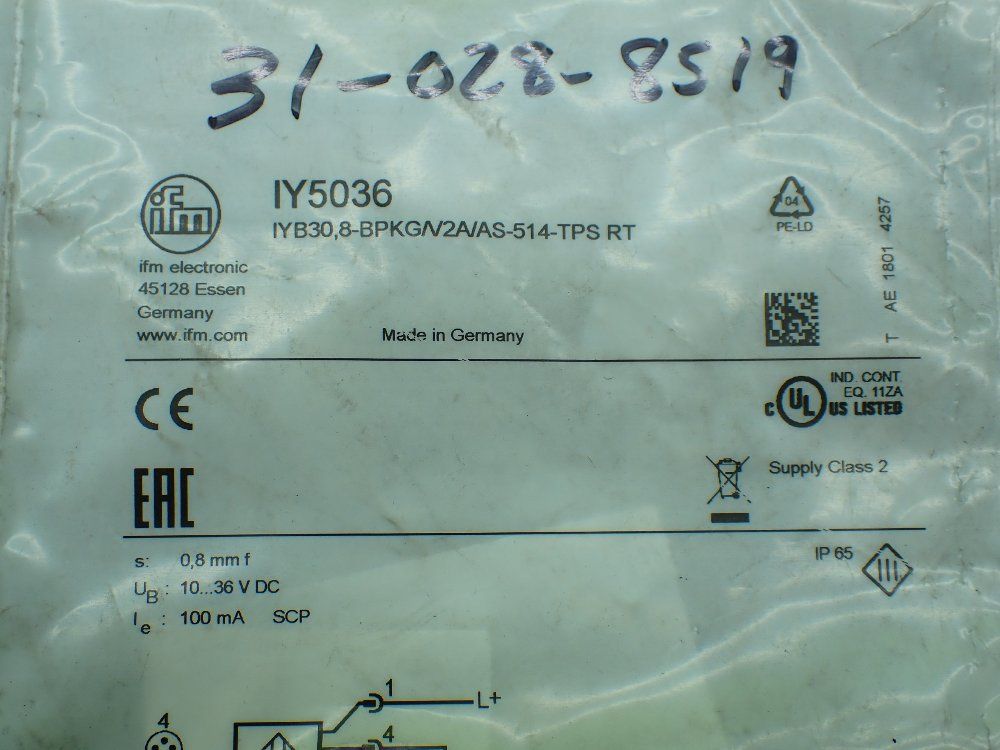 31-028-8519
ifm
IY5036
IYB30,8-BPKG/V2A/AS-514-TPS RT
04
PE-LD
T AE 1801 4257
ifm electronic
45128 Essen
Germany
www.ifm.com
Made in Germany
CE
c UL US LISTED
IND. CONT.
EQ. 11ZA
EAC
Supply Class 2
s: 0,8 mm f
UB: 10...36 V DC
Ie: 100 mA SCP
IP 65
III
1
L+
4
4